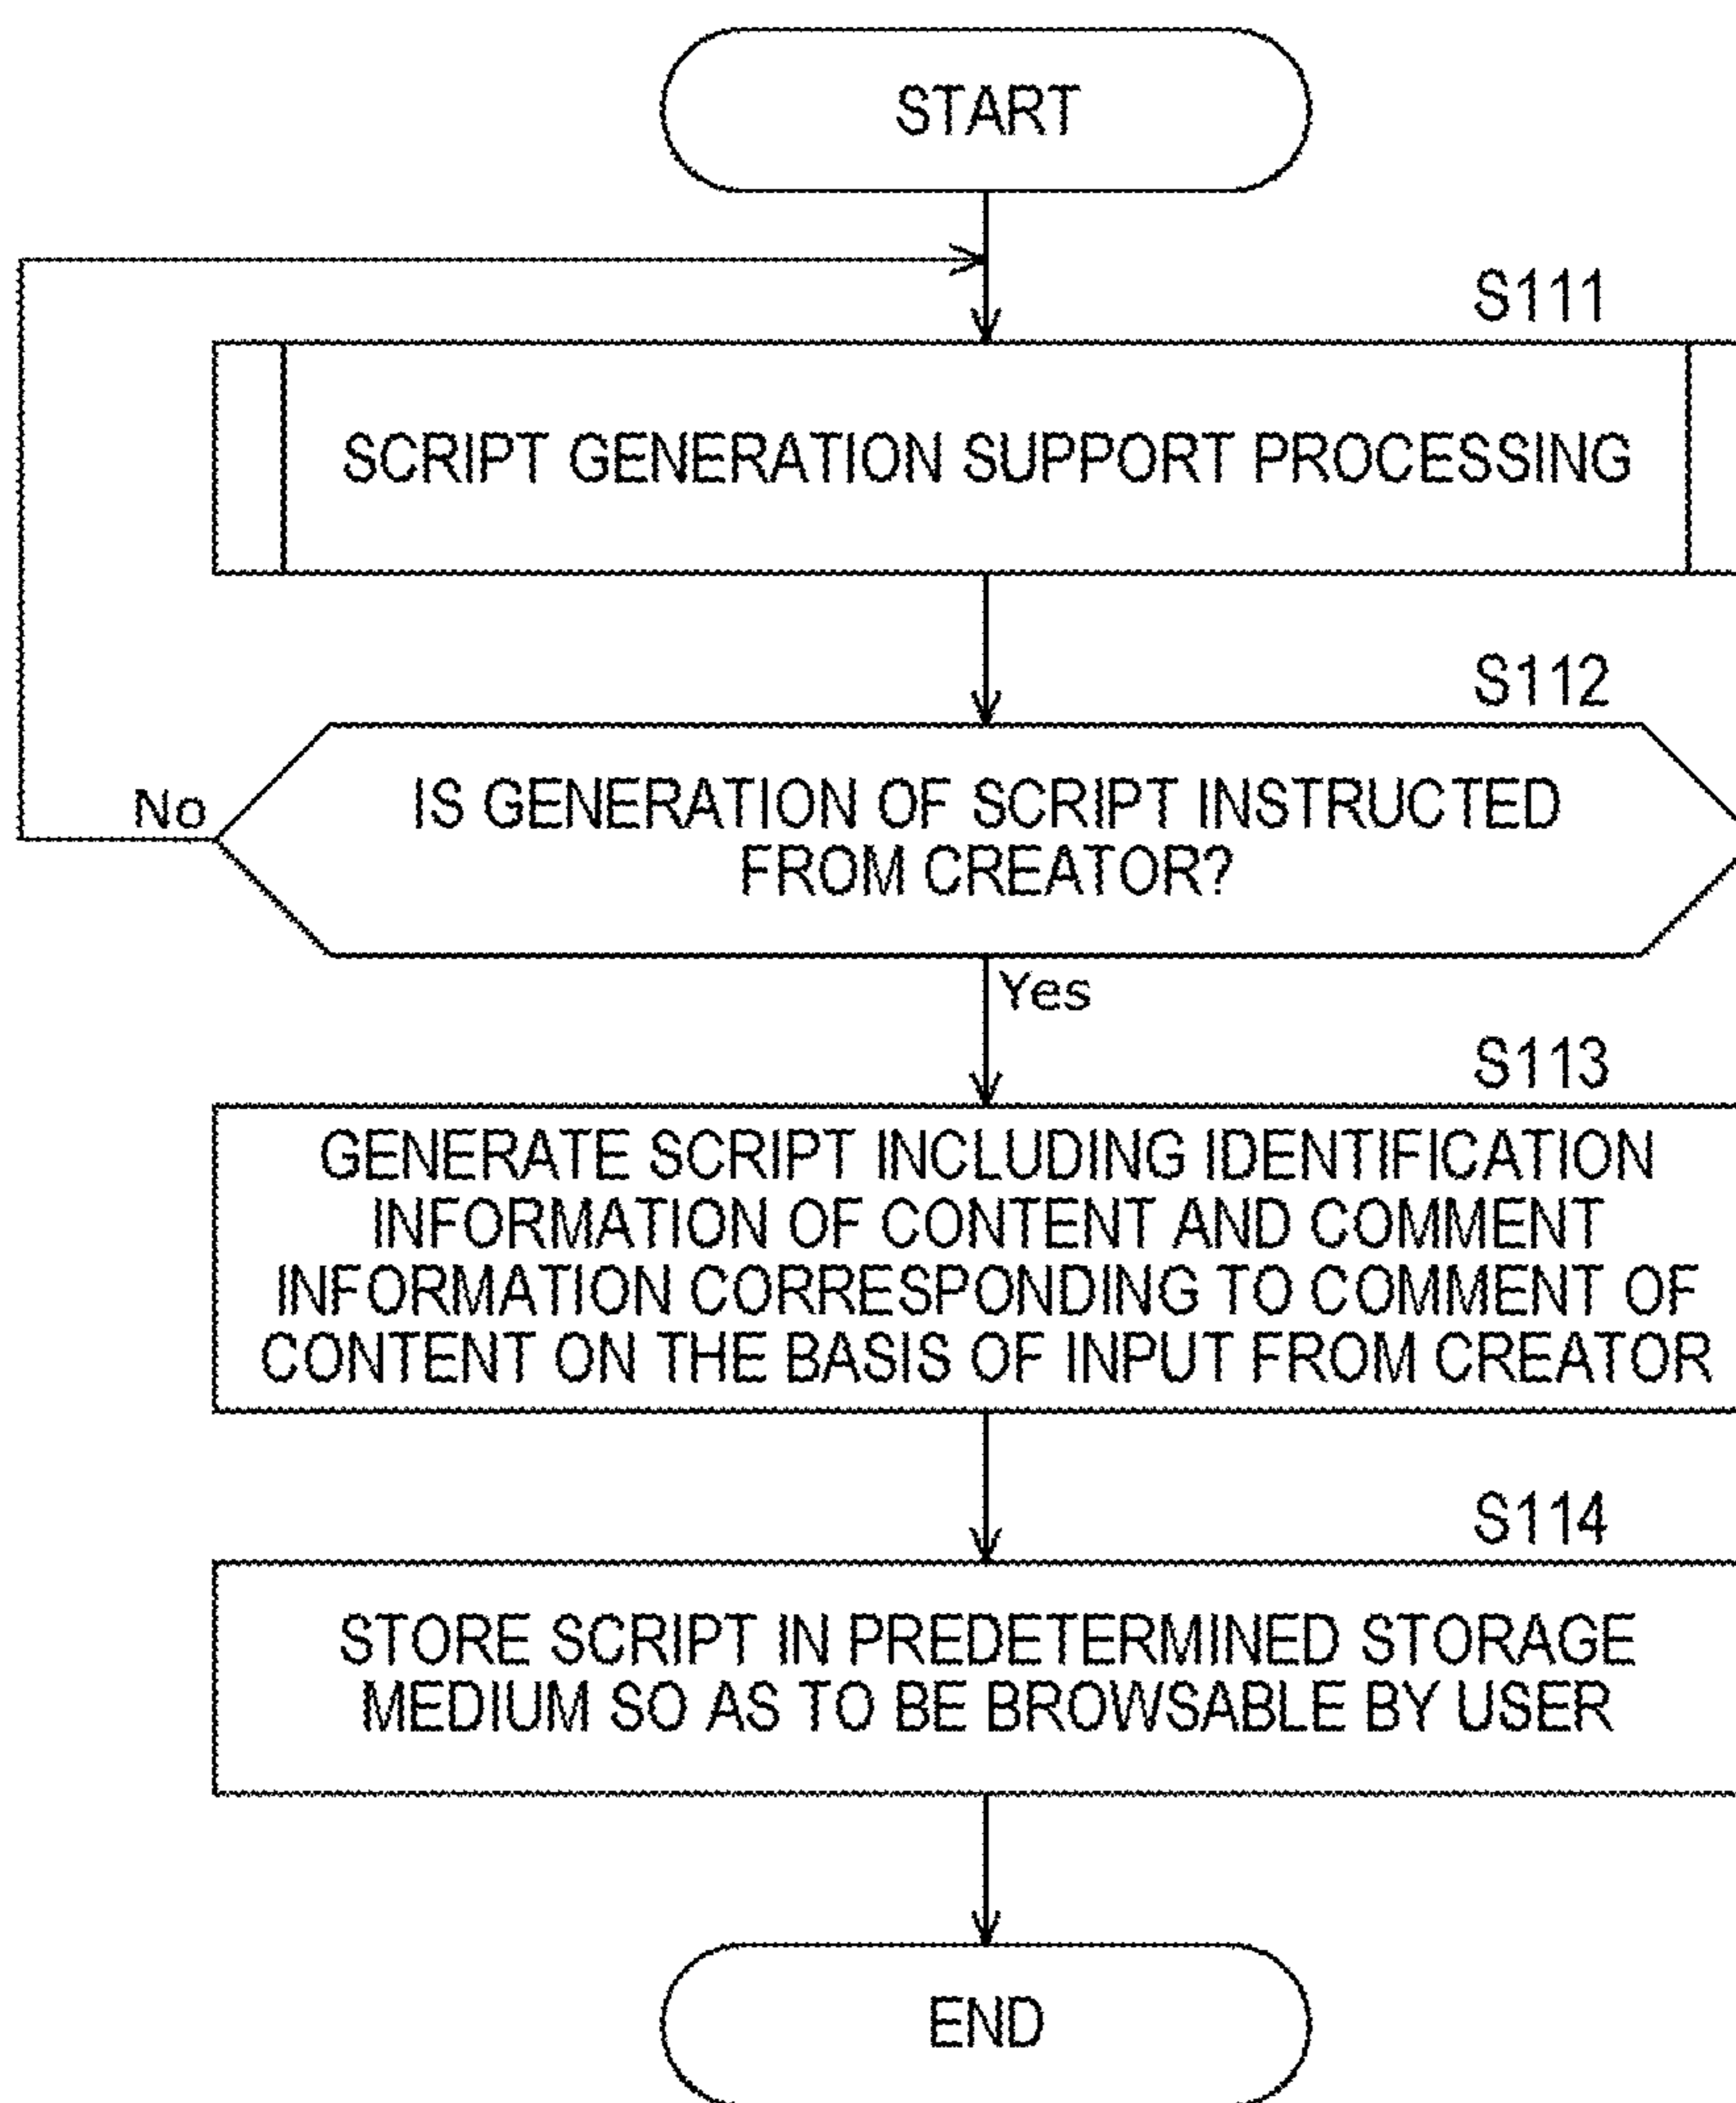 START
S111
SCRIPT GENERATION SUPPORT PROCESSING
S112
IS GENERATION OF SCRIPT INSTRUCTED
FROM CREATOR?
No
Yes
S113
GENERATE SCRIPT INCLUDING IDENTIFICATION
INFORMATION OF CONTENT AND COMMENT
INFORMATION CORRESPONDING TO COMMENT OF
CONTENT ON THE BASIS OF INPUT FROM CREATOR
S114
STORE SCRIPT IN PREDETERMINED STORAGE
MEDIUM SO AS TO BE BROWSABLE BY USER
END